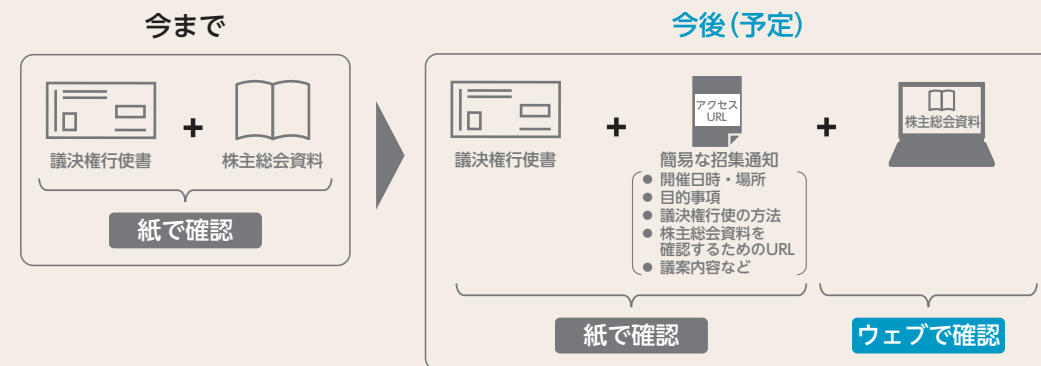 今まで
議決権行使書
+
株主総会資料
紙で確認
今後(予定)
議決権行使書
+
アクセス
URL
簡易な招集通知
● 開催日時・場所
● 目的事項
● 議決権行使の方法
● 株主総会資料を
確認するためのURL
● 議案内容など
+
株主総会資料
紙で確認
ウェブで確認